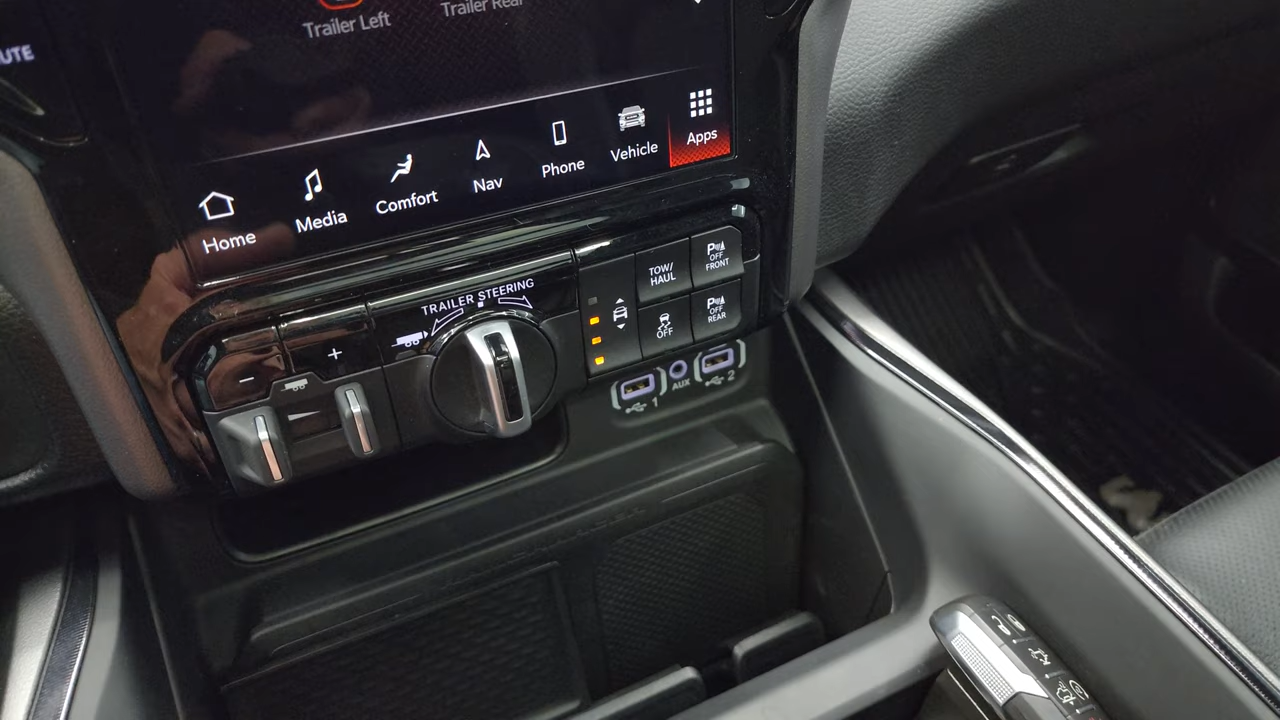 Trailer Left
Trailer Rear
UTE
Home
Media
Comfort
Nav
Phone
Vehicle
Apps
TRAILER STEERING
-
+
TOW/
HAUL
P
OFF
FRONT
OFF
P
OFF
REAR
1
AUX
2